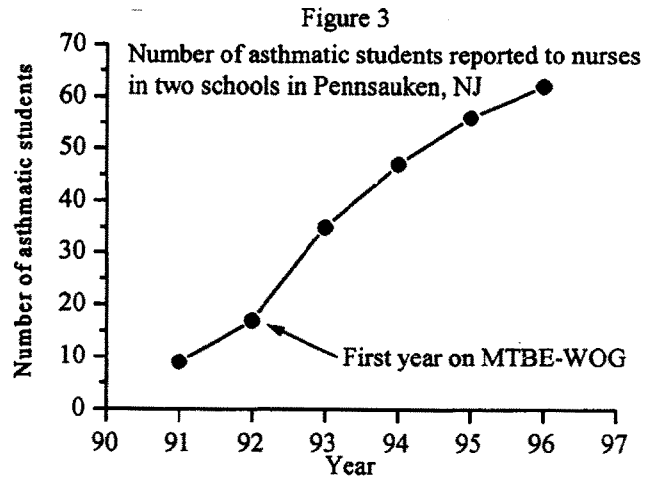 Figure 3
Number of asthmatic students reported to nurses
in two schools in Pennsauken, NJ
Number of asthmatic students
70
60
50
40
30
20
10
0
First year on MTBE-WOG
90 91 92 93 94 95 96 97
Year